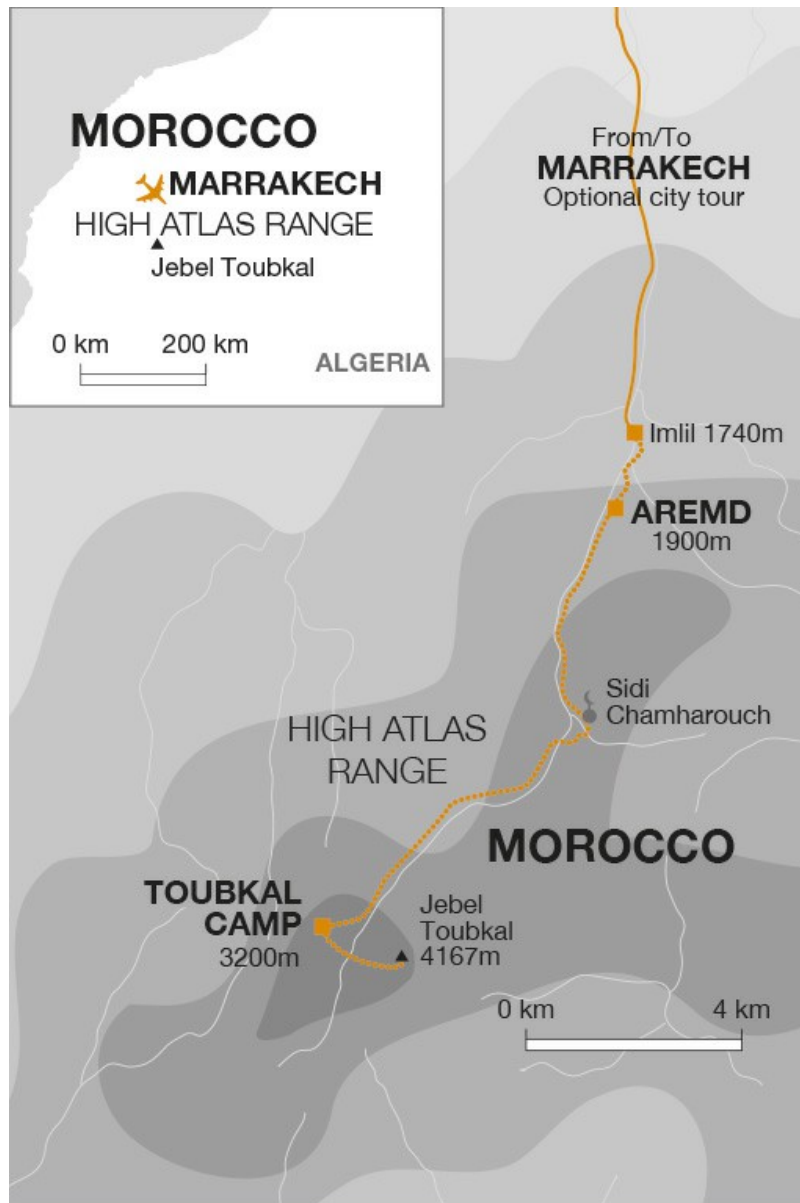 MOROCCO
MARRAKECH
HIGH ATLAS RANGE
Jebel Toubkal
0 km 200 km
ALGERIA
From/To
MARRAKECH
Optional city tour
Imlil 1740m
AREMD
1900m
Sidi
Chamharouch
HIGH ATLAS
RANGE
MOROCCO
TOUBKAL
CAMP
3200m
Jebel
Toubkal
4167m
0 km 4 km